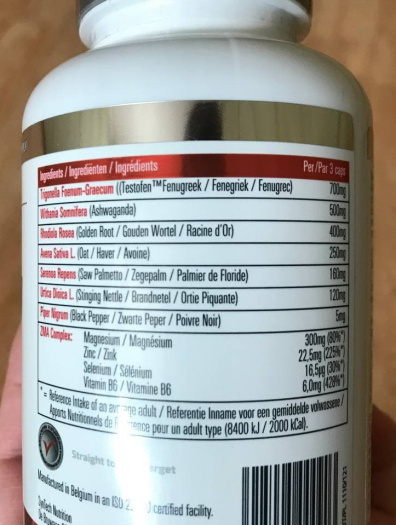 Ingredients / Ingrediënten / Ingrédients Per/Par 3 caps
Trigonella Foenum-Graecum ((Testofen™Fenugreek / Fenegriek / Fenugrec) 700mg
Withania Somnifera (Ashwaganda) 500mg
Rhodiola Rosea (Golden Root / Gouden Wortel / Racine d'Or) 400mg
Avena Sativa L. (Oat / Haver / Avoine) 250mg
Serenoa Repens (Saw Palmetto / Zegepalm / Palmier de Floride) 160mg
Urtica Dioica L. (Stinging Nettle / Brandnetel / Ortie Piquante) 120mg
Piper Nigrum (Black Pepper / Zwarte Peper / Poivre Noir) 5mg
ZMA Complex: Magnesium / Magnésium 300mg (80%*)
Zinc / Zink 22,5mg (225%*)
Selenium / Sélénium 16,5µg (30%*)
Vitamin B6 / Vitamine B6 6,0mg (428%*)
* = Reference Intake of an average adult / Referentie Inname voor een gemiddelde volwassene /
Apports Nutritionnels de pour un adult type (8400 kJ / 2000 kCal).
Straight to
Manufactured in Belgium in an ISO certified facility.
Nutrition